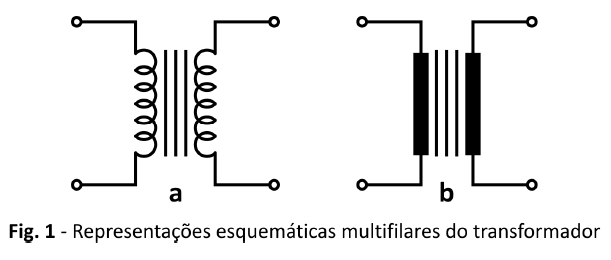 a b
Fig. 1 - Representações esquemáticas multifilares do transformador